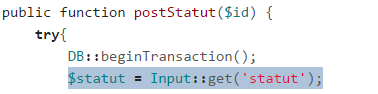 public function postStatut($id) {
try{
DB::beginTransaction();
$statut = Input::get('statut');